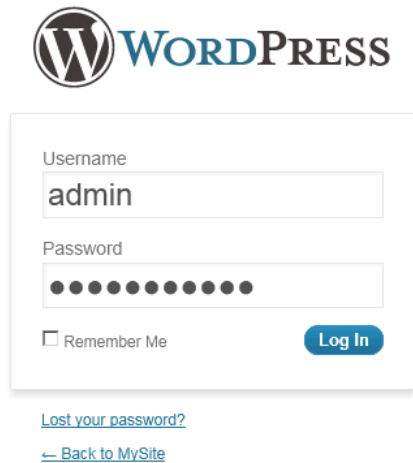 WORDPRESS
Username
admin
Password
●●●●●●●●●●●
Remember Me
Log In
Lost your password?
← Back to MySite